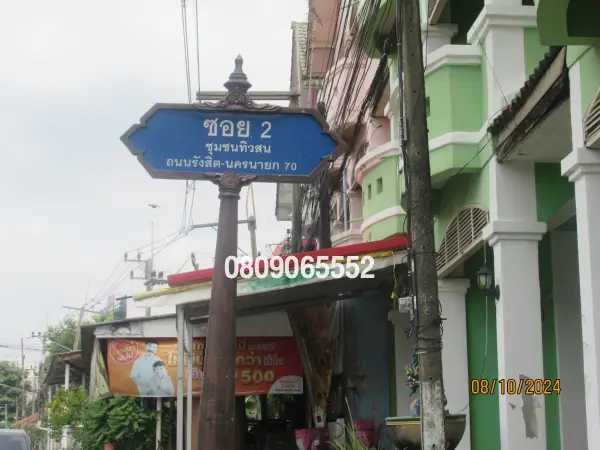 ซอย 2
ชุมชนทิวสน
ถนนรังสิต-นครนายก 70
0809065552
500
08/10/2024